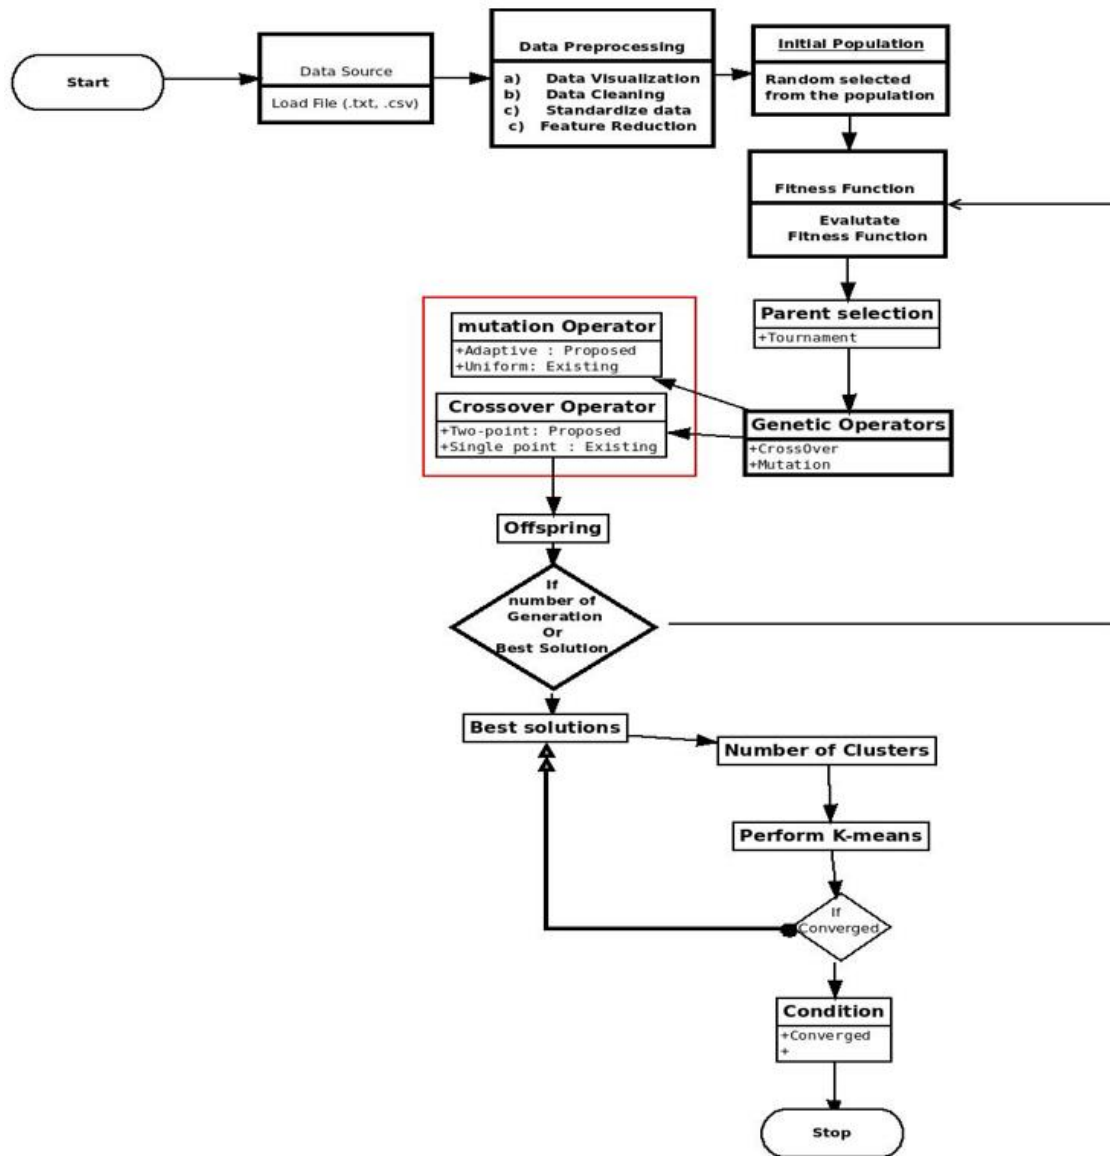 Start
Data Source
Load File (.txt, .csv)
Data Preprocessing
a) Data Visualization
b) Data Cleaning
c) Standardize data
c) Feature Reduction
Initial Population
Random selected
from the population
Fitness Function
Evalutate
Fitness Function
Parent selection
+Tournament
Genetic Operators
+CrossOver
+Mutation
mutation Operator
+Adaptive : Proposed
+Uniform: Existing
Crossover Operator
+Two-point: Proposed
+Single point : Existing
Offspring
If
number of
Generation
Or
Best Solution
Best solutions
Number of Clusters
Perform K-means
If
Converged
Condition
+Converged
+
Stop